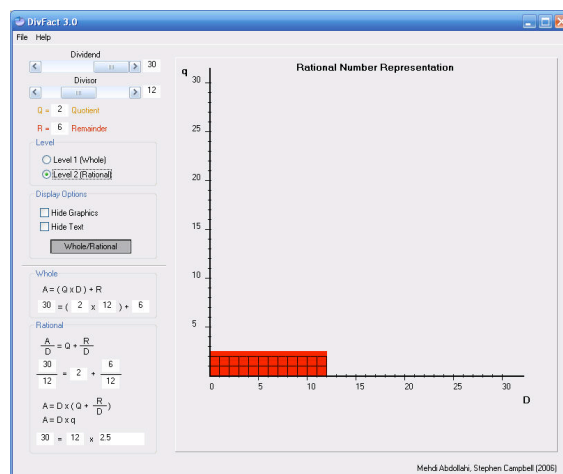 DivFact 3.0
File Help
Dividend
30
Divisor
12
Q = 2 Quotient
R = 6 Remainder
Level
Level 1 (Whole)
Level 2 (Rational)
Display Options
Hide Graphics
Hide Text
Whole/Rational
Whole
A = ( Q x D ) + R
30 = ( 2 x 12 ) + 6
Rational
A/D = Q + R/D
30/12 = 2 + 6/12
A = D x ( Q + R/D )
A = D x q
30 = 12 x 2.5
Rational Number Representation
q
30
25
20
15
10
5
0 5 10 15 20 25 30
D
Mehdi Abdollahi, Stephen Campbell (2006)